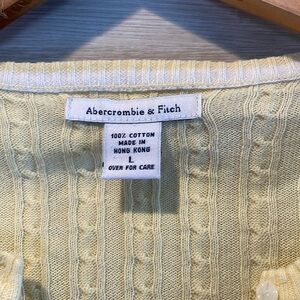 Abercrombie & Fitch
100% COTTON
MADE IN
HONG KONG
L
OVER FOR CARE